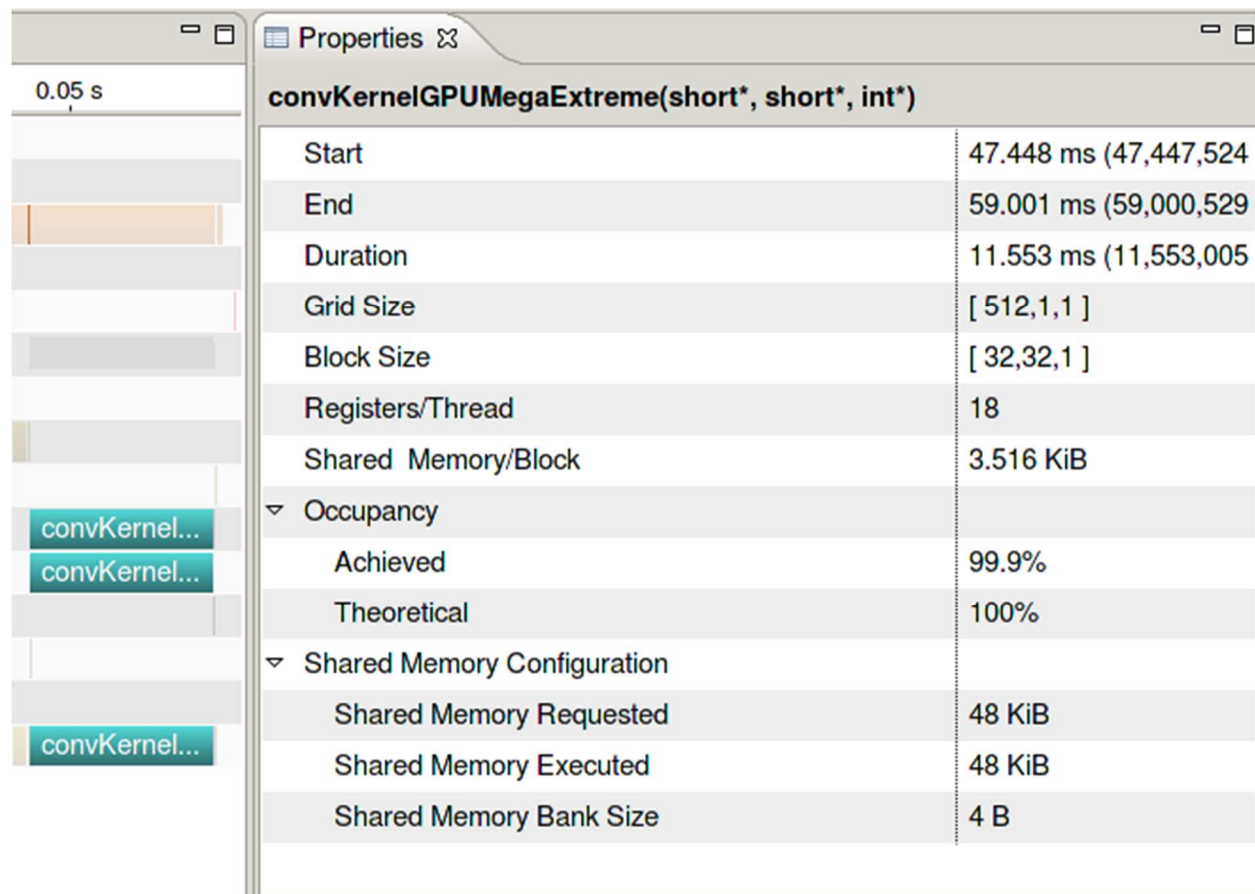 0.05 s
convKernel...
convKernel...
convKernel...
Properties
convKernelGPUMegaExtreme(short*, short*, int*)
Start 47.448 ms (47,447,524
End 59.001 ms (59,000,529
Duration 11.553 ms (11,553,005
Grid Size [ 512,1,1 ]
Block Size [ 32,32,1 ]
Registers/Thread 18
Shared Memory/Block 3.516 KiB
Occupancy
Achieved 99.9%
Theoretical 100%
Shared Memory Configuration
Shared Memory Requested 48 KiB
Shared Memory Executed 48 KiB
Shared Memory Bank Size 4 B